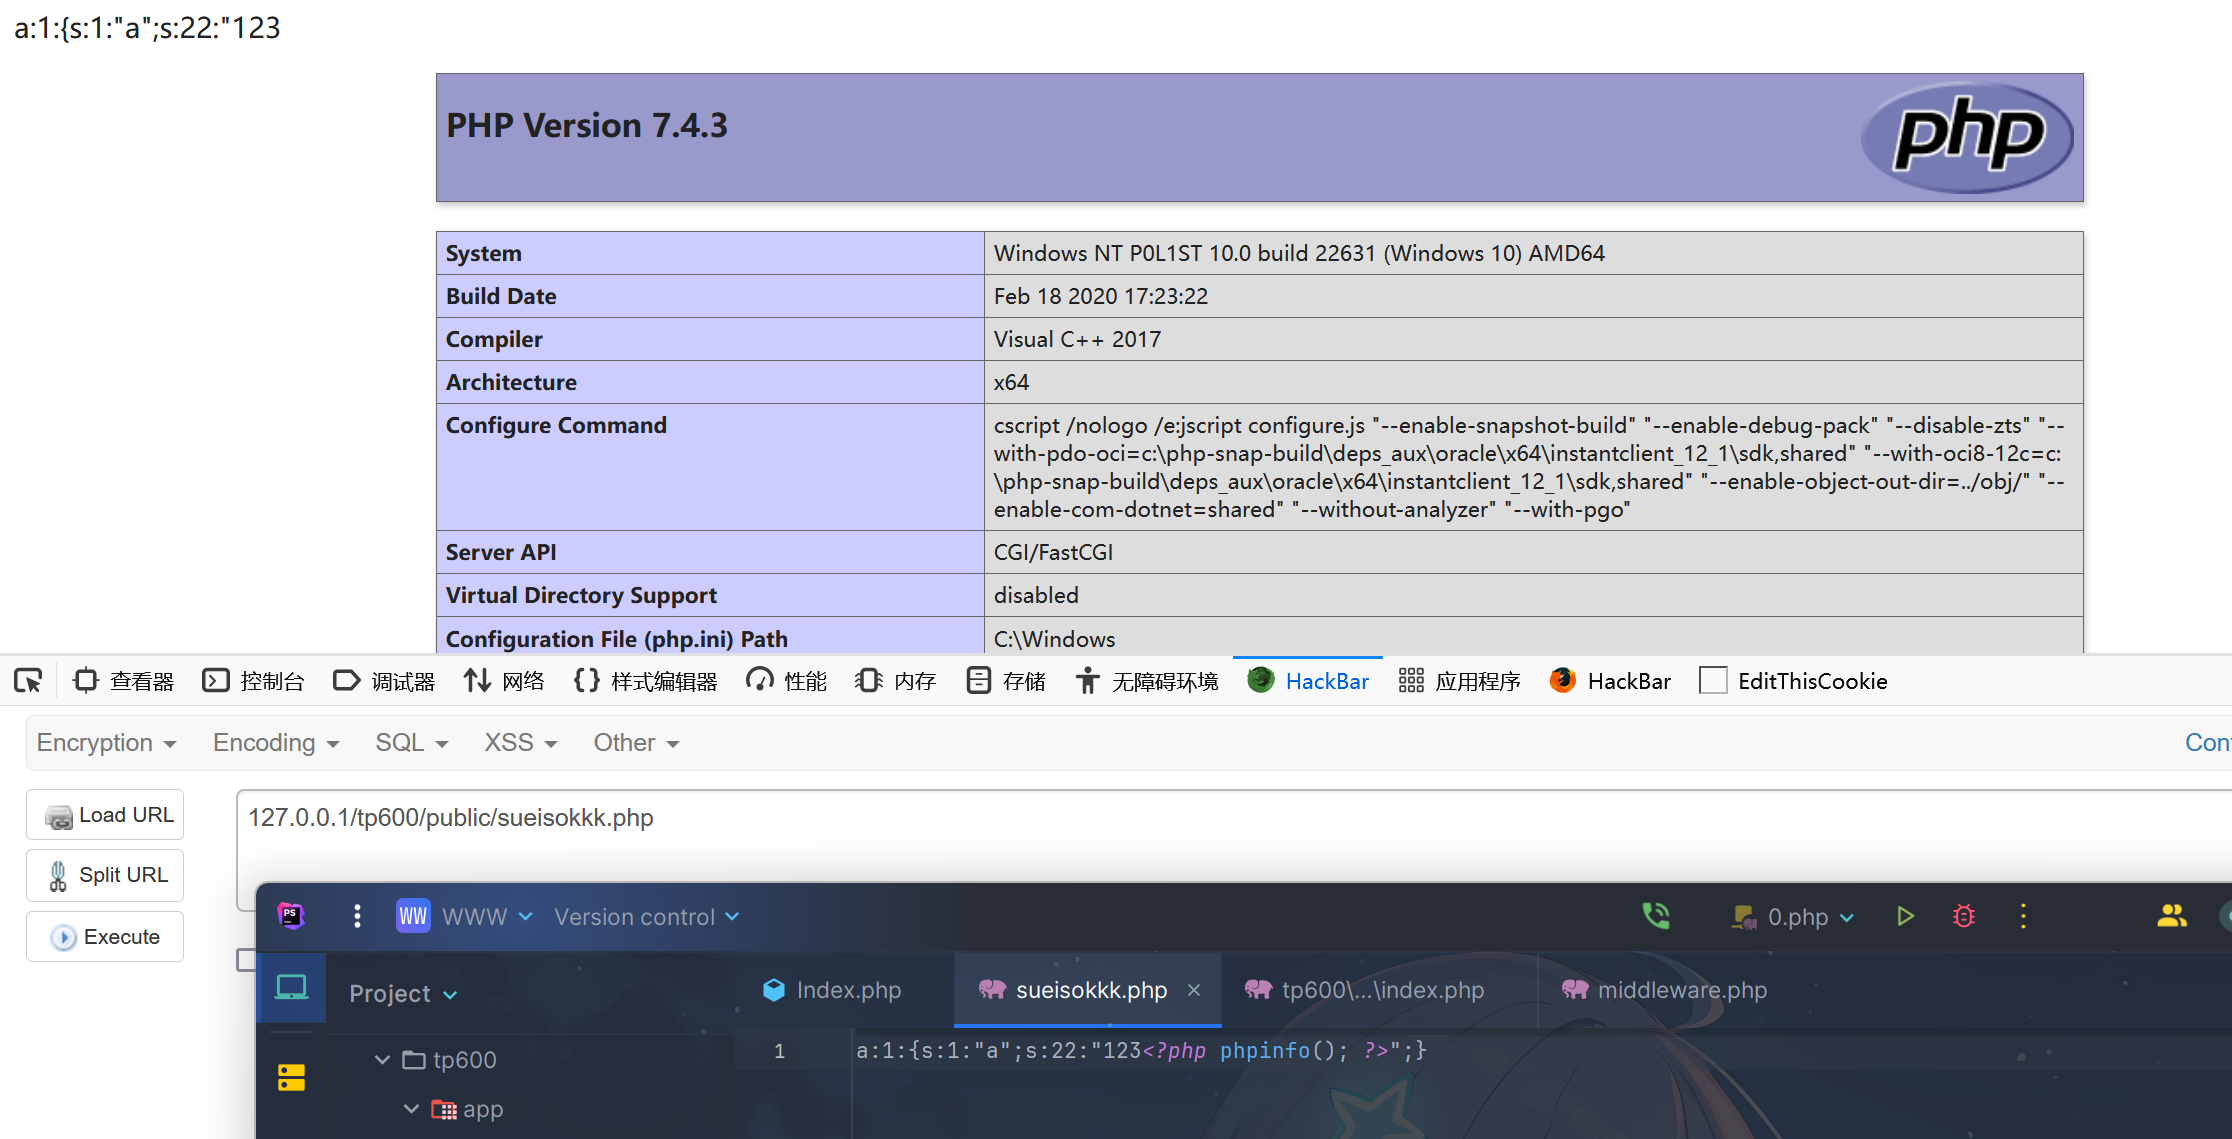 a:1:{s:1:"a";s:22:"123
PHP Version 7.4.3
php
System
Windows NT P0L1ST 10.0 build 22631 (Windows 10) AMD64
Build Date
Feb 18 2020 17:23:22
Compiler
Visual C++ 2017
Architecture
x64
Configure Command
cscript /nologo /e:jscript configure.js "--enable-snapshot-build" "--enable-debug-pack" "--disable-zts" "--
with-pdo-oci=c:\php-snap-build\deps_aux\oracle\x64\instantclient_12_1\sdk,shared" "--with-oci8-12c=c:
\php-snap-build\deps_aux\oracle\x64\instantclient_12_1\sdk,shared" "--enable-object-out-dir=../obj/" "--
enable-com-dotnet=shared" "--without-analyzer" "--with-pgo"
Server API
CGI/FastCGI
Virtual Directory Support
disabled
Configuration File (php.ini) Path
C:\Windows
查看器 控制台 调试器 网络 样式编辑器 性能 内存 存储 无障碍环境 HackBar 应用程序 HackBar EditThisCookie
Encryption Encoding SQL XSS Other Cont
Load URL
127.0.0.1/tp600/public/sueisokkk.php
Split URL
Execute
PS WW WWW Version control 0.php
Project Index.php sueisokkk.php tp600\...\index.php middleware.php
1 a:1:{s:1:"a";s:22:"123<?php phpinfo(); ?>";}
tp600
app